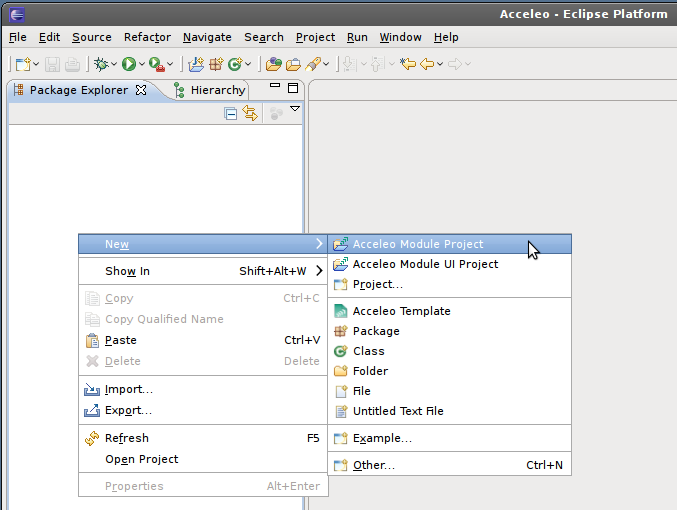 Acceleo - Eclipse Platform
File Edit Source Refactor Navigate Search Project Run Window Help
Package Explorer Hierarchy
New
Show In Shift+Alt+W
Copy Ctrl+C
Copy Qualified Name
Paste Ctrl+V
Delete Delete
Import...
Export...
Refresh F5
Open Project
Properties Alt+Enter
Acceleo Module Project
Acceleo Module UI Project
Project...
Acceleo Template
Package
Class
Folder
File
Untitled Text File
Example...
Other... Ctrl+N